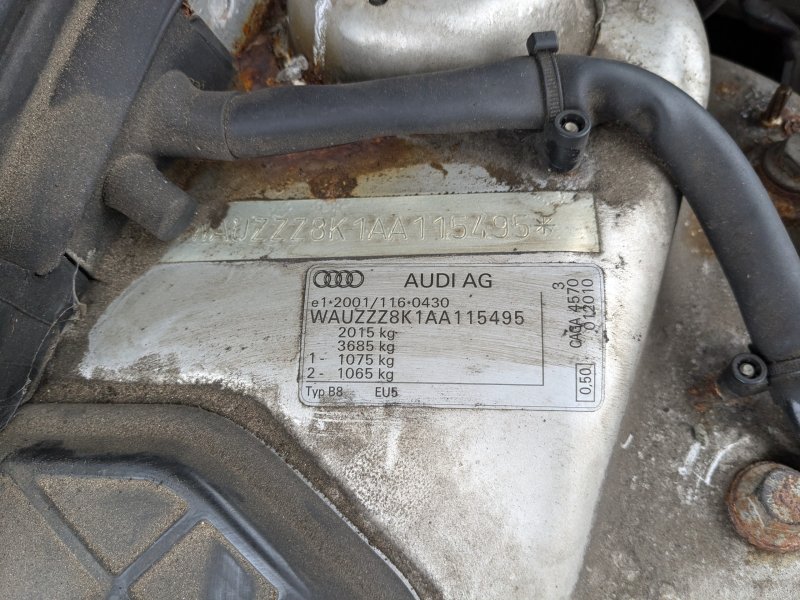 WAUZZZ8K1AA115495*
AUDI AG
e1*2001/116*0430
WAUZZZ8K1AA115495
2015 kg
3685 kg
1- 1075 kg
2- 1065 kg
Typ B8 EU5
3
CAGA 4570
012010
0,50